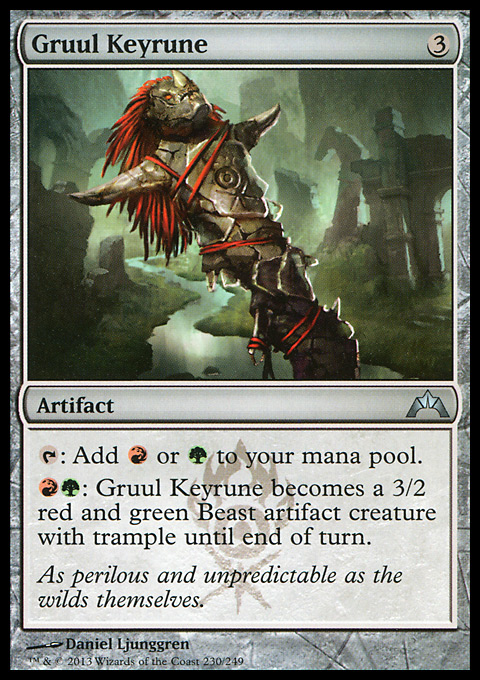 Gruul Keyrune 3
Artifact
: Add or to your mana pool.
: Gruul Keyrune becomes a 3/2
red and green Beast artifact creature
with trample until end of turn.
As perilous and unpredictable as the
wilds themselves.
Daniel Ljunggren
™ & © 2013 Wizards of the Coast 230/249